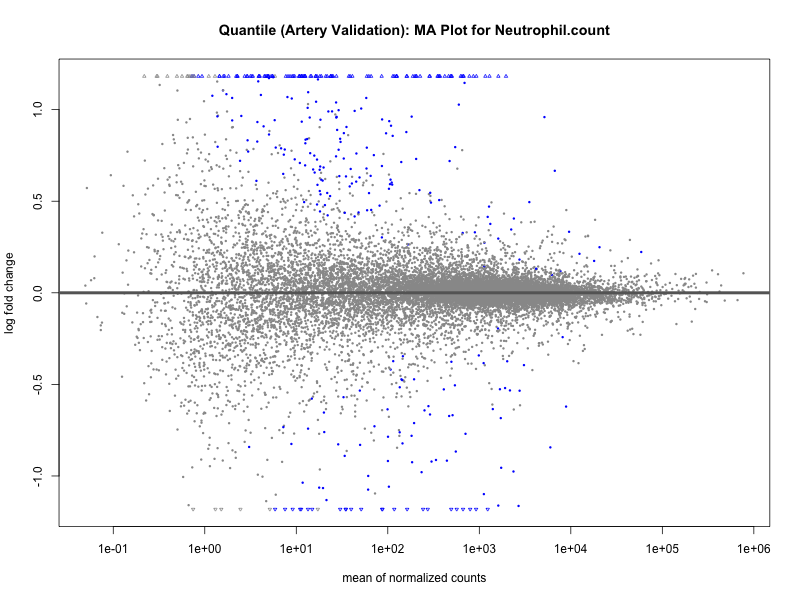 Quantile (Artery Validation): MA Plot for Neutrophil.count
log fold change
1.0
0.5
0.0
-0.5
-1.0
1e-01 1e+00 1e+01 1e+02 1e+03 1e+04 1e+05 1e+06
mean of normalized counts